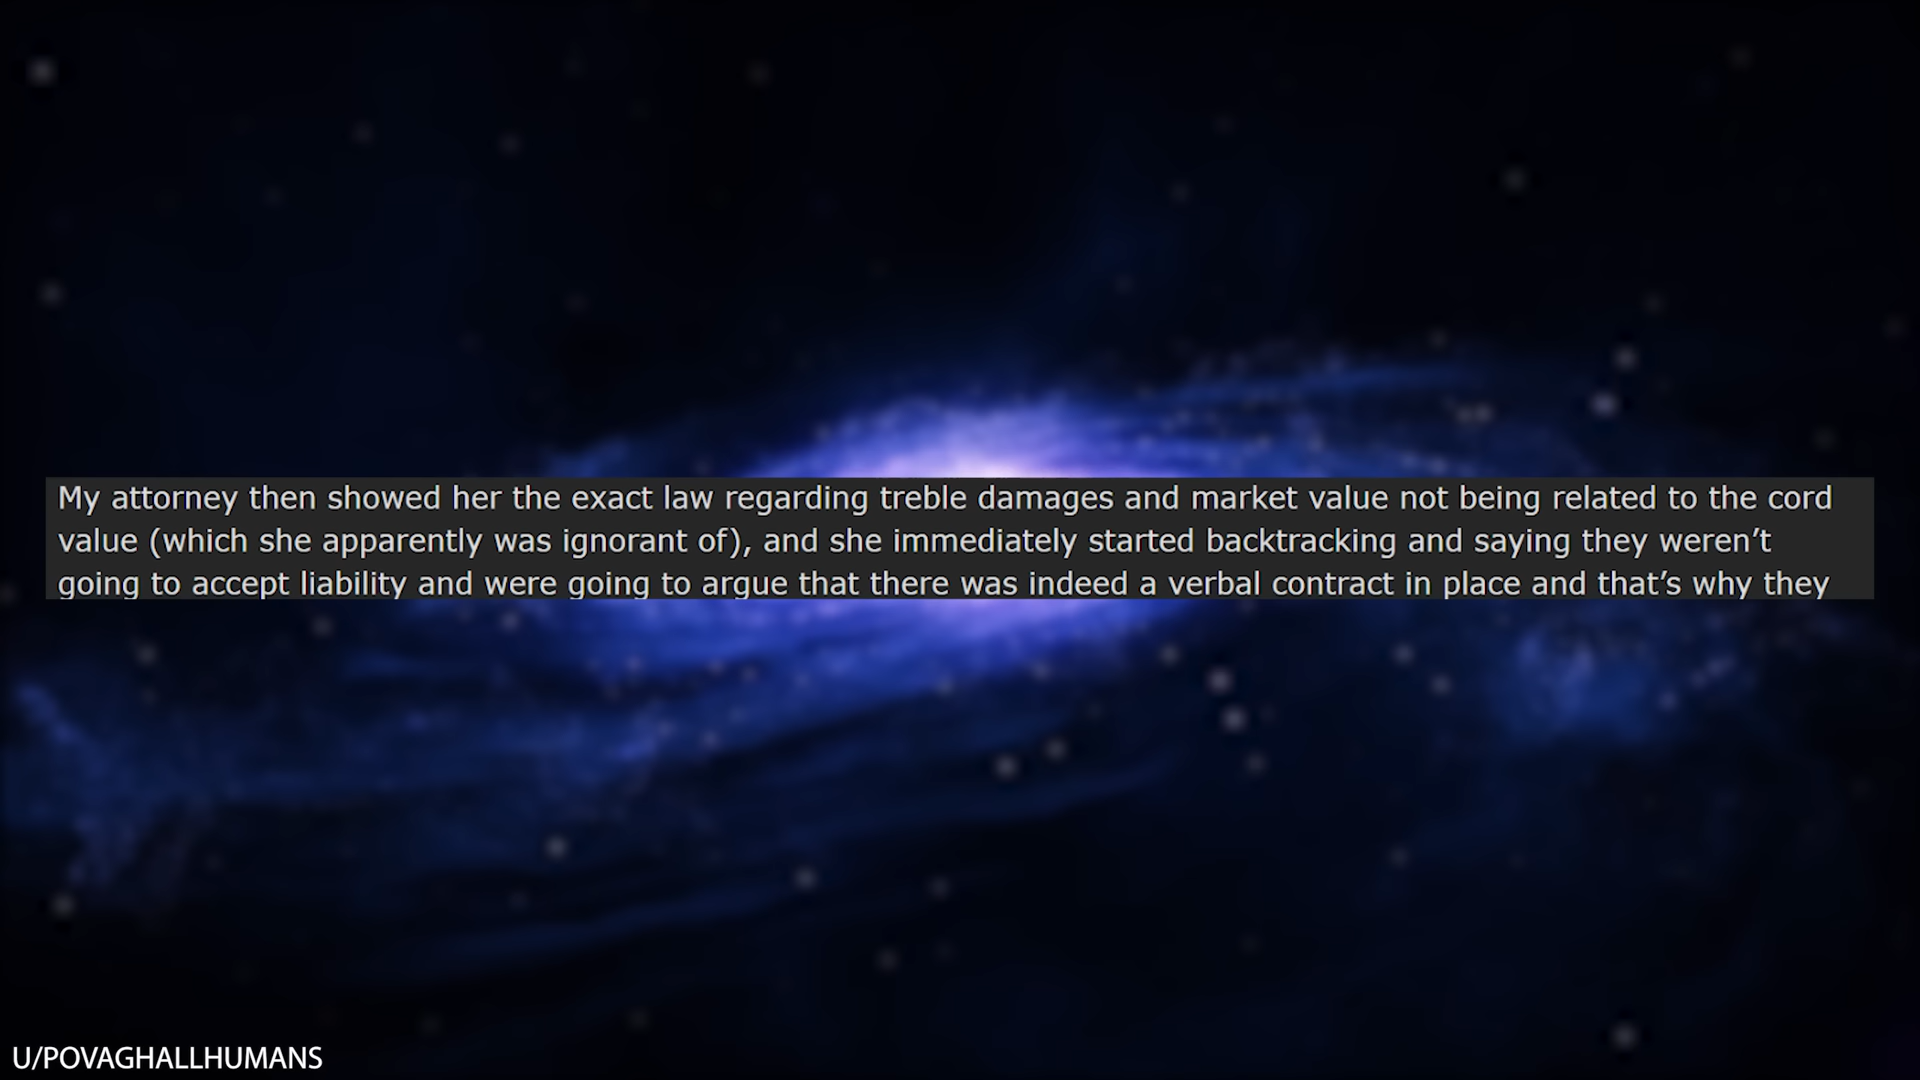 My attorney then showed her the exact law regarding treble damages and market value not being related to the cord
value (which she apparently was ignorant of), and she immediately started backtracking and saying they weren’t
going to accept liability and were going to argue that there was indeed a verbal contract in place and that’s why they
U/POVAGHALLHUMANS